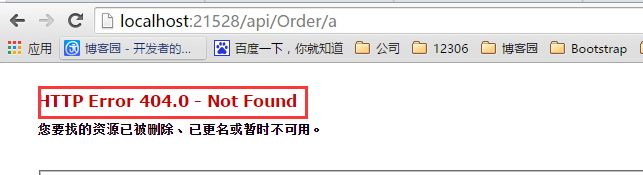 localhost:21528/api/Order/a
应用 博客园 - 开发者的... 百度一下，你就知道 公司 12306 博客园 Bootstrap
HTTP Error 404.0 - Not Found
您要找的资源已被删除、已更名或暂时不可用。